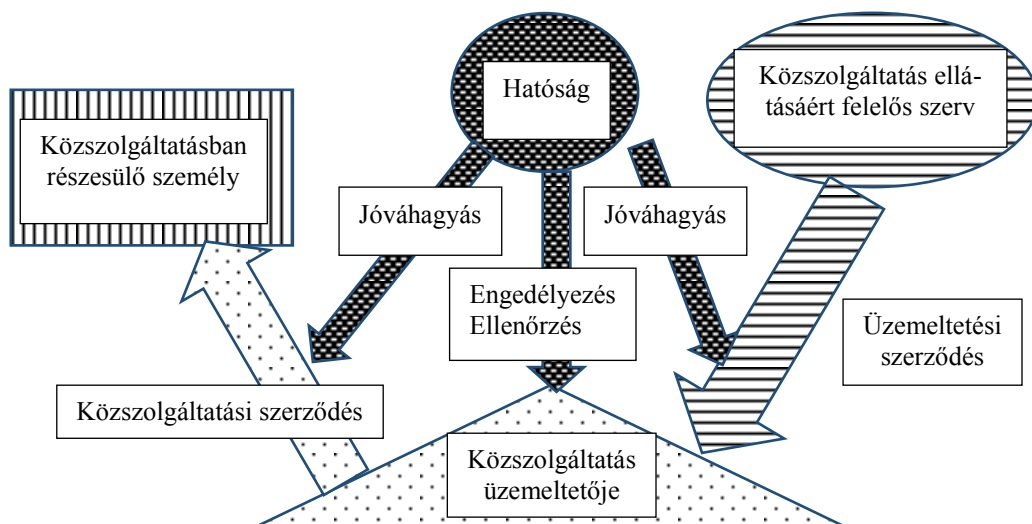 Hatóság
Közszolgáltatás ellá-
tásáért felelős szerv
Közszolgáltatásban
részesülő személy
Jóváhagyás
Jóváhagyás
Engedélyezés
Ellenőrzés
Üzemeltetési
szerződés
Közszolgáltatási szerződés
Közszolgáltatás
üzemeltetője